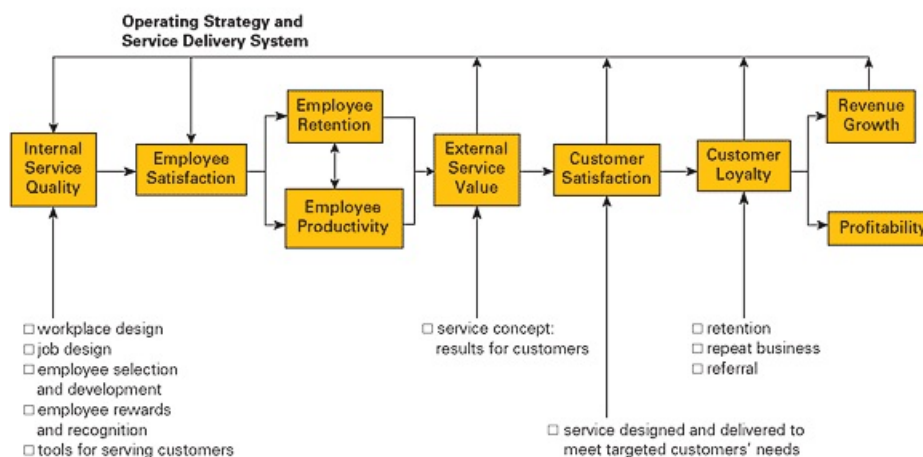 Operating Strategy and
Service Delivery System
Internal
Service
Quality
Employee
Satisfaction
Employee
Retention
Employee
Productivity
External
Service
Value
Customer
Satisfaction
Customer
Loyalty
Revenue
Growth
Profitability
□ workplace design
□ job design
□ employee selection
and development
□ employee rewards
and recognition
□ tools for serving customers
□ service concept:
results for customers
□ service designed and delivered to
meet targeted customers' needs
□ retention
□ repeat business
□ referral